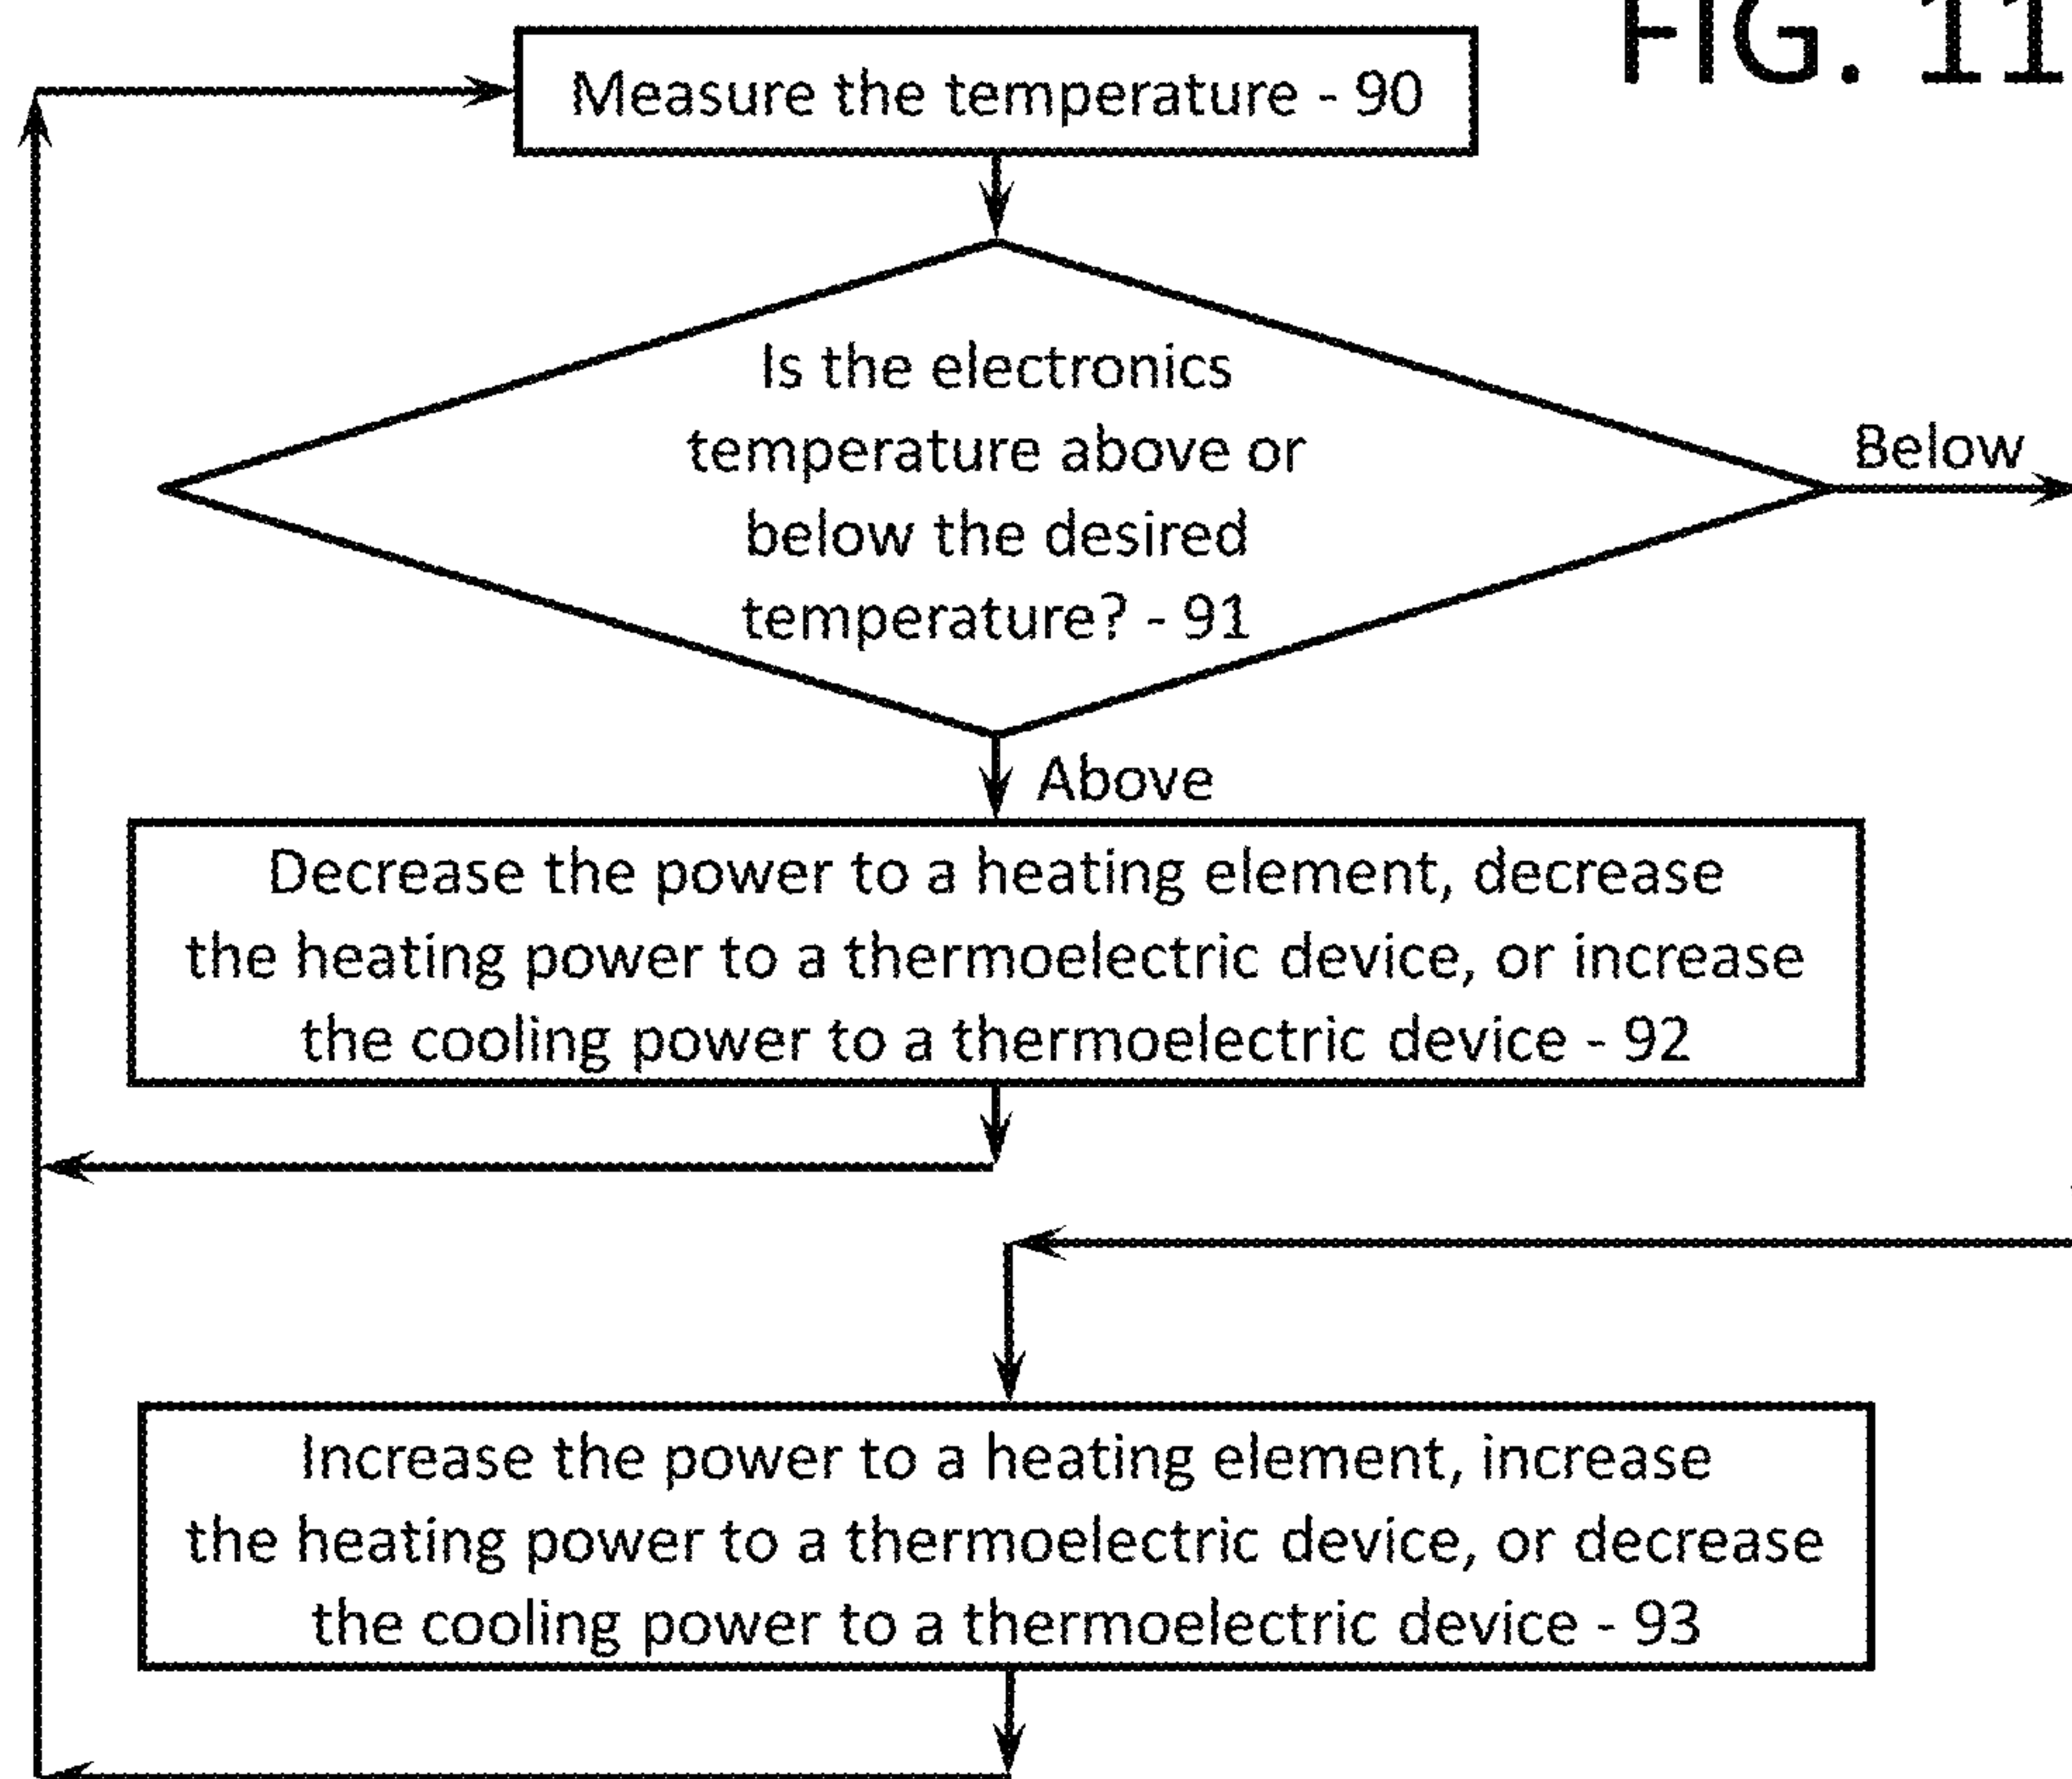 FIG. 11
Measure the temperature - 90
Is the electronics
temperature above or
below the desired
temperature? - 91
Below
Above
Decrease the power to a heating element, decrease
the heating power to a thermoelectric device, or increase
the cooling power to a thermoelectric device - 92
Increase the power to a heating element, increase
the heating power to a thermoelectric device, or decrease
the cooling power to a thermoelectric device - 93